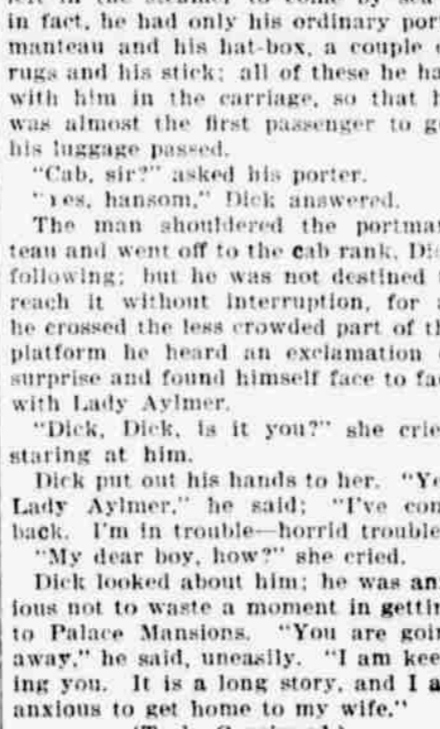 in fact, he had only his ordinary por
manteau and his hat-box, a couple
rugs and his stick; all of these he ha
with him in the carriage, so that h
was almost the first passenger to g
his luggage passed.
"Cab, sir?" asked his porter.
"Yes, hansom," Dick answered.
The man shouldered the portma
teau and went off to the cab rank, Di
following; but he was not destined
reach it without interruption, for
he crossed the less crowded part of th
platform he heard an exclamation
surprise and found himself face to fa
with Lady Aylmer.
"Dick, Dick, is it you?" she crie
staring at him.
Dick put out his hands to her. "Ye
Lady Aylmer," he said; "I've con
back. I'm in trouble—horrid trouble
"My dear boy, how?" she cried.
Dick looked about him; he was an
ious not to waste a moment in gettin
to Palace Mansions. "You are goin
away," he said, uneasily. "I am kee
ing you. It is a long story, and I a
anxious to get home to my wife."